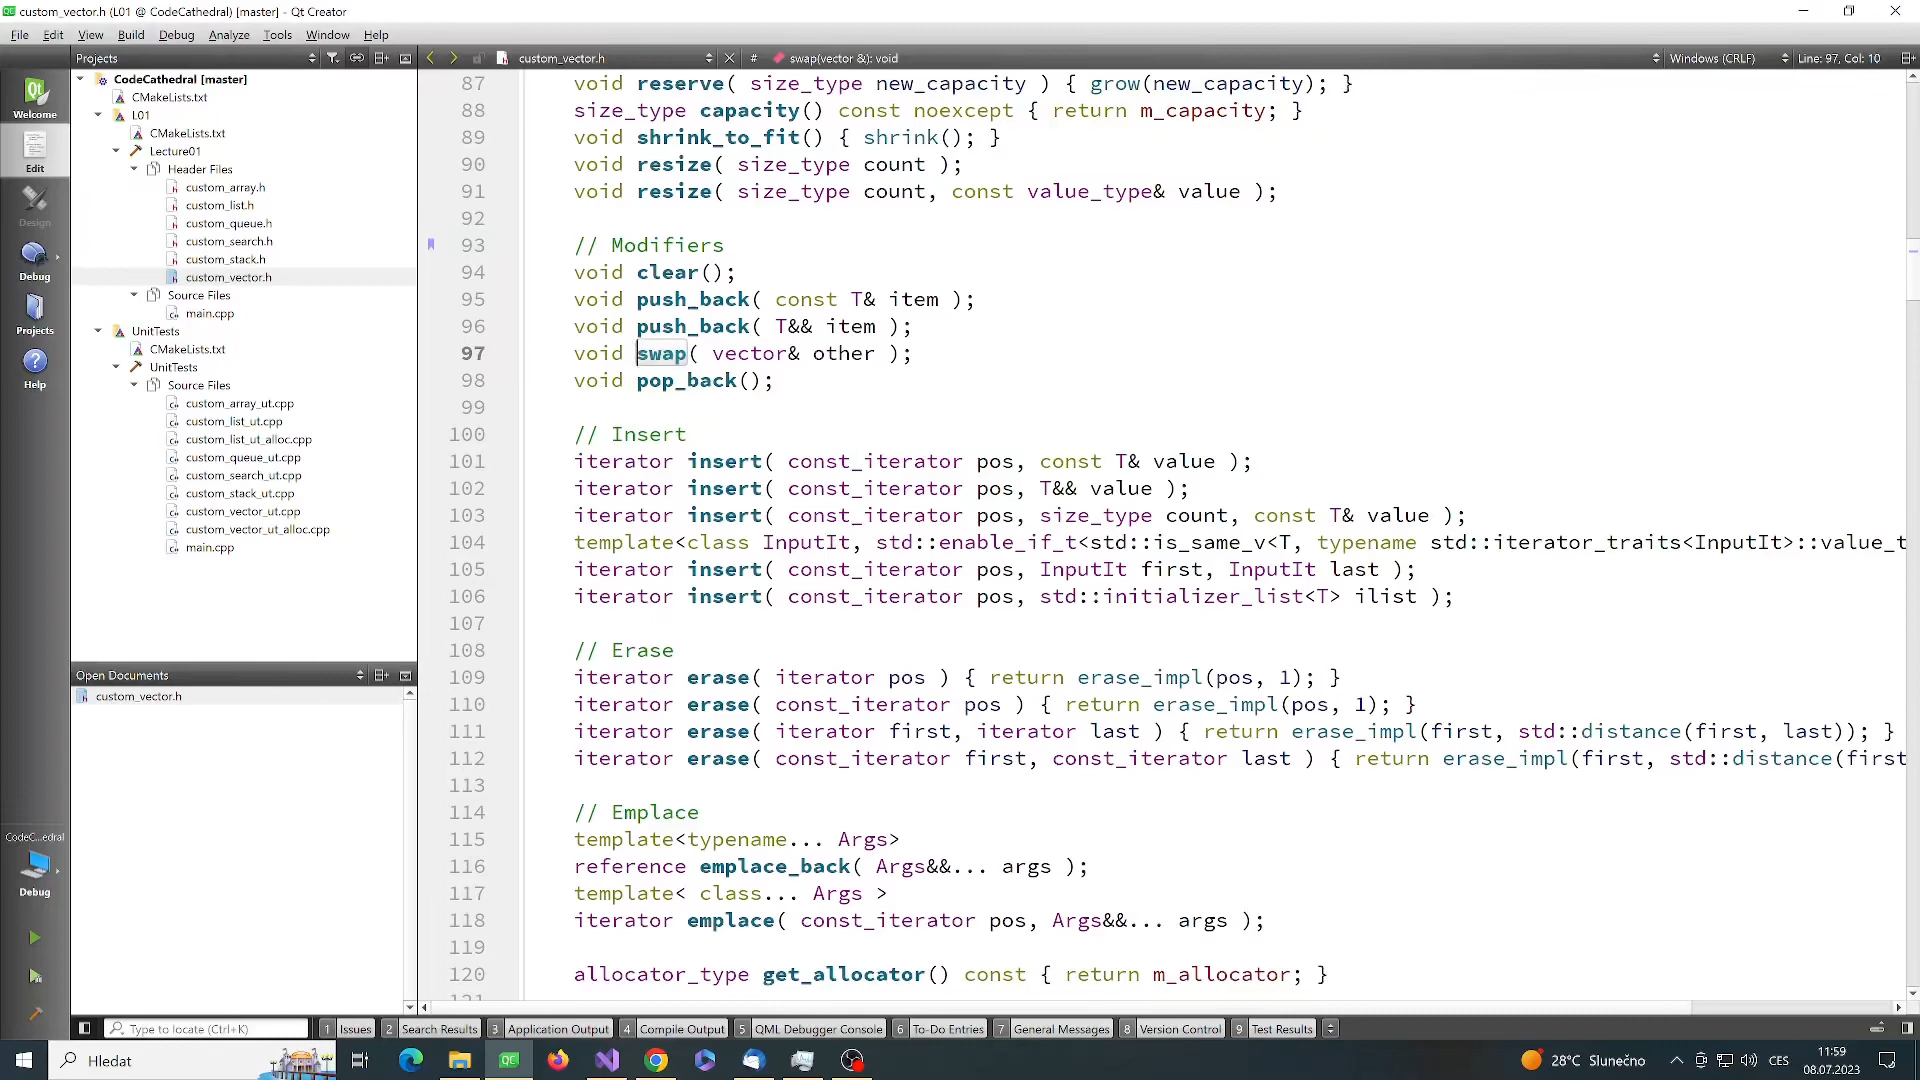 custom_vector.h (L01 @ CodeCathedral) [master] - Qt Creator
File Edit View Build Debug Analyze Tools Window Help
Projects
custom_vector.h
# swap(vector &): void
Windows (CRLF)
Line: 97, Col: 10
Welcome
Edit
Design
Debug
Projects
Help
CodeC...edral
Debug
CodeCathedral [master]
CMakeLists.txt
L01
CMakeLists.txt
Lecture01
Header Files
custom_array.h
custom_list.h
custom_queue.h
custom_search.h
custom_stack.h
custom_vector.h
Source Files
main.cpp
UnitTests
CMakeLists.txt
UnitTests
Source Files
custom_array_ut.cpp
custom_list_ut.cpp
custom_list_ut_alloc.cpp
custom_queue_ut.cpp
custom_search_ut.cpp
custom_stack_ut.cpp
custom_vector_ut.cpp
custom_vector_ut_alloc.cpp
main.cpp
Open Documents
custom_vector.h
87 void reserve( size_type new_capacity ) { grow(new_capacity); }
88 size_type capacity() const noexcept { return m_capacity; }
89 void shrink_to_fit() { shrink(); }
90 void resize( size_type count );
91 void resize( size_type count, const value_type& value );
92
93 // Modifiers
94 void clear();
95 void push_back( const T& item );
96 void push_back( T&& item );
97 void swap( vector& other );
98 void pop_back();
99
100 // Insert
101 iterator insert( const_iterator pos, const T& value );
102 iterator insert( const_iterator pos, T&& value );
103 iterator insert( const_iterator pos, size_type count, const T& value );
104 template<class InputIt, std::enable_if_t<std::is_same_v<T, typename std::iterator_traits<InputIt>::value_t
105 iterator insert( const_iterator pos, InputIt first, InputIt last );
106 iterator insert( const_iterator pos, std::initializer_list<T> ilist );
107
108 // Erase
109 iterator erase( iterator pos ) { return erase_impl(pos, 1); }
110 iterator erase( const_iterator pos ) { return erase_impl(pos, 1); }
111 iterator erase( iterator first, iterator last ) { return erase_impl(first, std::distance(first, last)); }
112 iterator erase( const_iterator first, const_iterator last ) { return erase_impl(first, std::distance(first
113
114 // Emplace
115 template<typename... Args>
116 reference emplace_back( Args&&... args );
117 template< class... Args >
118 iterator emplace( const_iterator pos, Args&&... args );
119
120 allocator_type get_allocator() const { return m_allocator; }
121
Type to locate (Ctrl+K)
1 Issues 2 Search Results 3 Application Output 4 Compile Output 5 QML Debugger Console 6 To-Do Entries 7 General Messages 8 Version Control 9 Test Results
Hledat
28°C Slunečno
CES
11:59
08.07.2023